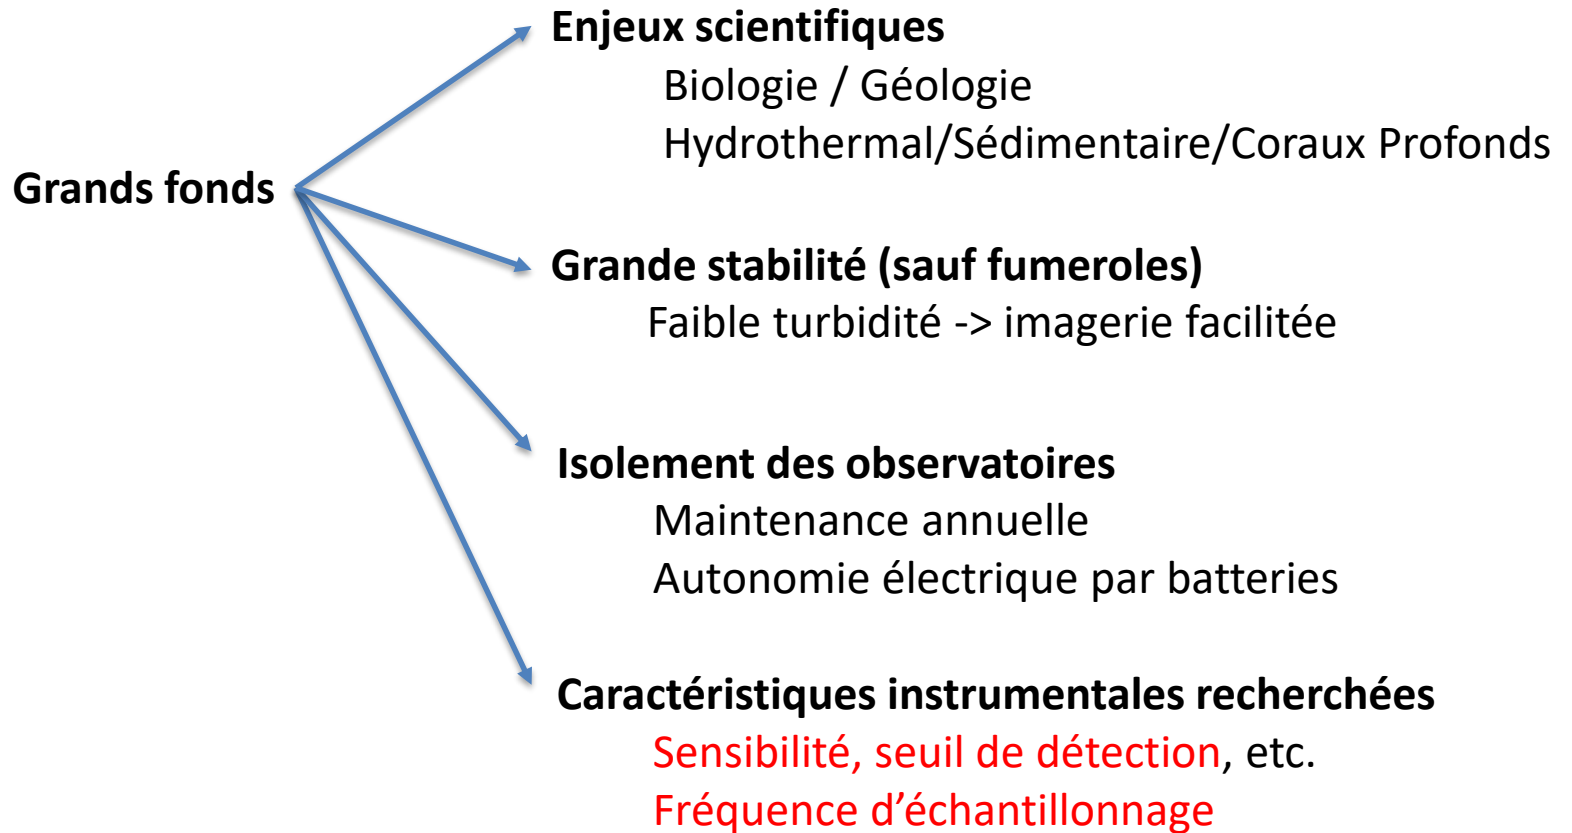 Enjeux scientifiques
Biologie / Géologie
Hydrothermal/Sédimentaire/Coraux Profonds
Grands fonds
Grande stabilité (sauf fumeroles)
Faible turbidité -> imagerie facilitée
Isolement des observatoires
Maintenance annuelle
Autonomie électrique par batteries
Caractéristiques instrumentales recherchées
Sensibilité, seuil de détection, etc.
Fréquence d’échantillonnage